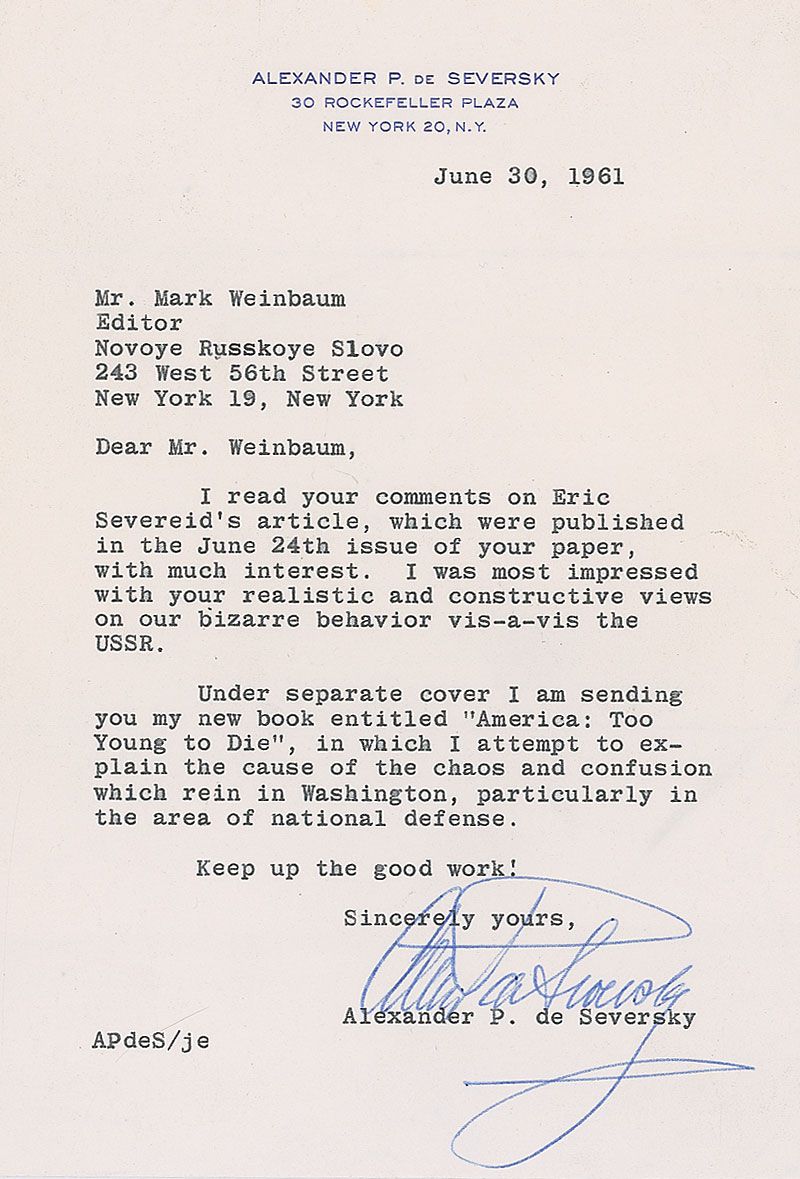 ALEXANDER P. DE SEVERSKY
30 ROCKEFELLER PLAZA
NEW YORK 20, N.Y.
June 30, 1961
Mr. Mark Weinbaum
Editor
Novoye Russkoye Slovo
243 West 56th Street
New York 19, New York
Dear Mr. Weinbaum,
I read your comments on Eric
Severeid's article, which were published
in the June 24th issue of your paper,
with much interest. I was most impressed
with your realistic and constructive views
on our bizarre behavior vis-a-vis the
USSR.
Under separate cover I am sending
you my new book entitled "America: Too
Young to Die", in which I attempt to ex-
plain the cause of the chaos and confusion
which rein in Washington, particularly in
the area of national defense.
Keep up the good work!
Sincerely yours,
Alexander P. de Seversky
APdeS/je